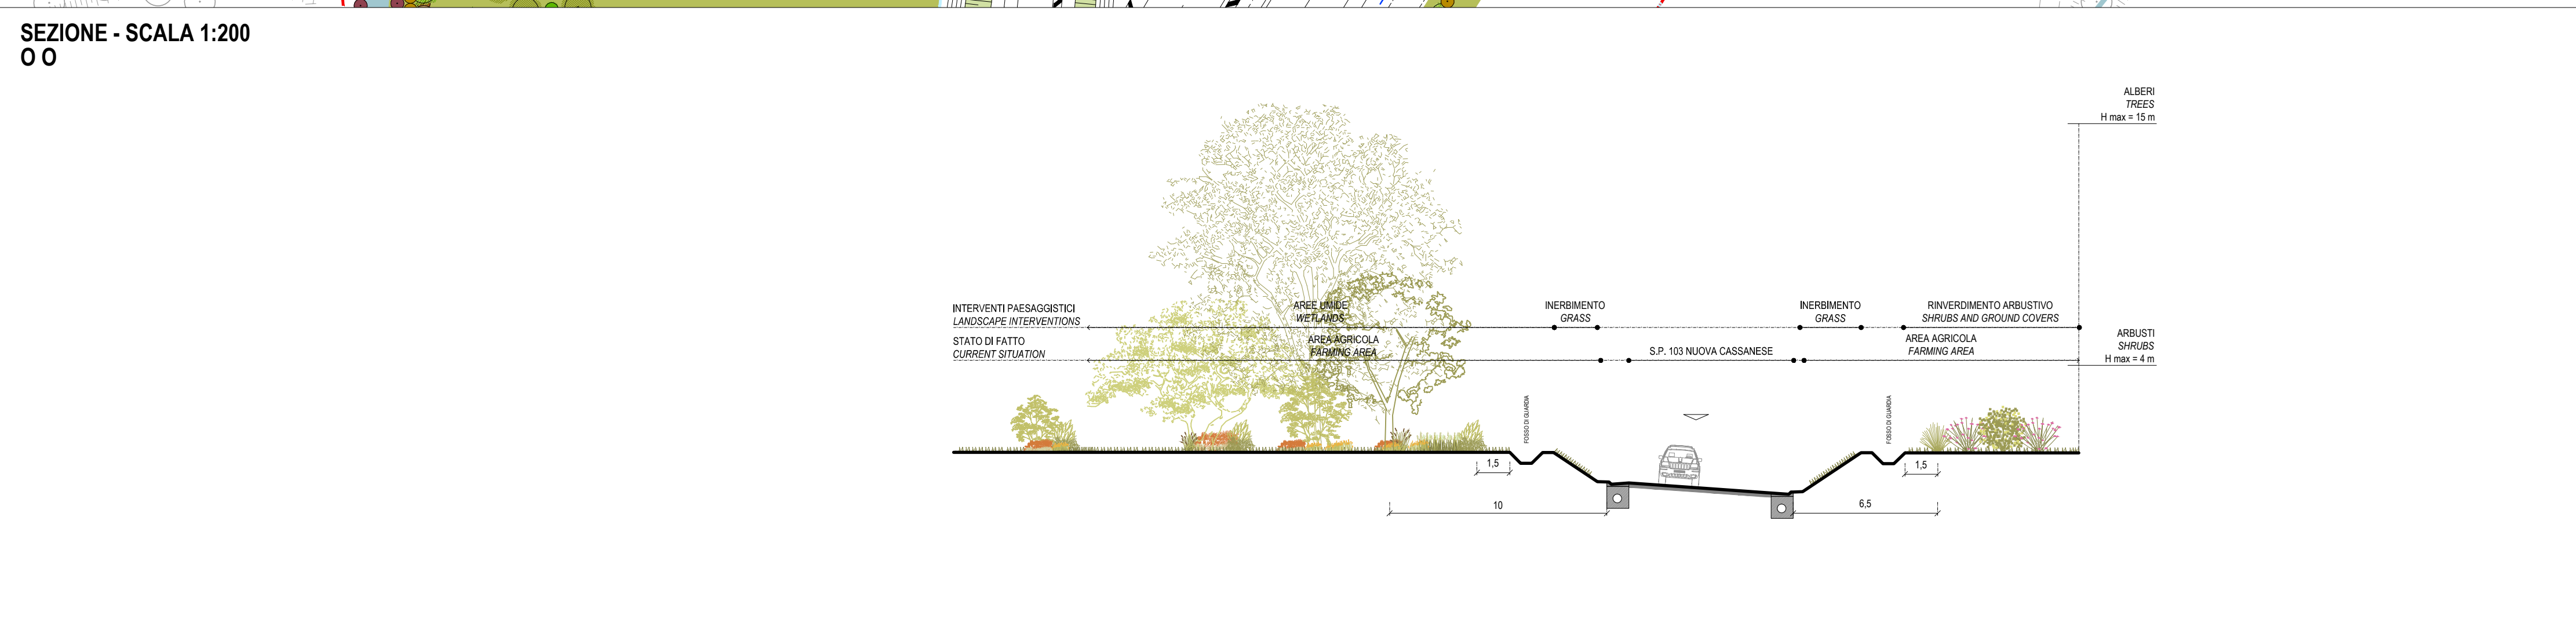 SEZIONE - SCALA 1:200
O O
ALBERI
TREES
H max = 15 m
INTERVENTI PAESAGGISTICI
LANDSCAPE INTERVENTIONS
AREE UMIDE
WETLANDS
INERBIMENTO
GRASS
INERBIMENTO
GRASS
RINVERDIMENTO ARBUSTIVO
SHRUBS AND GROUND COVERS
STATO DI FATTO
CURRENT SITUATION
AREA AGRICOLA
FARMING AREA
S.P. 103 NUOVA CASSANESE
AREA AGRICOLA
FARMING AREA
ARBUSTI
SHRUBS
H max = 4 m
FOSSO DI GUARDIA
FOSSO DI GUARDIA
1,5
1,5
10
6,5